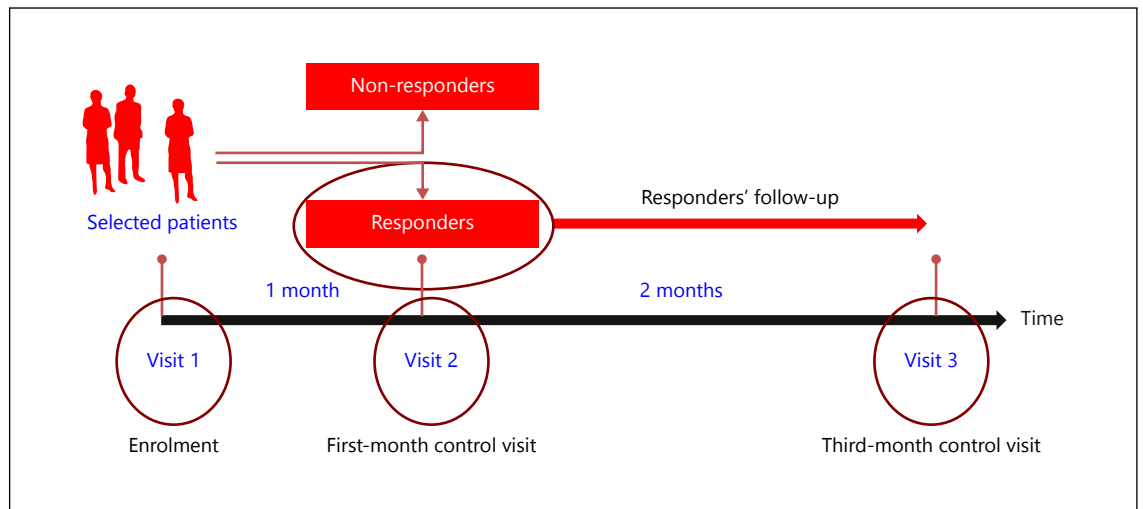 Non-responders
Selected patients
Responders
Responders’ follow-up
1 month
2 months
Time
Visit 1
Visit 2
Visit 3
Enrolment
First-month control visit
Third-month control visit